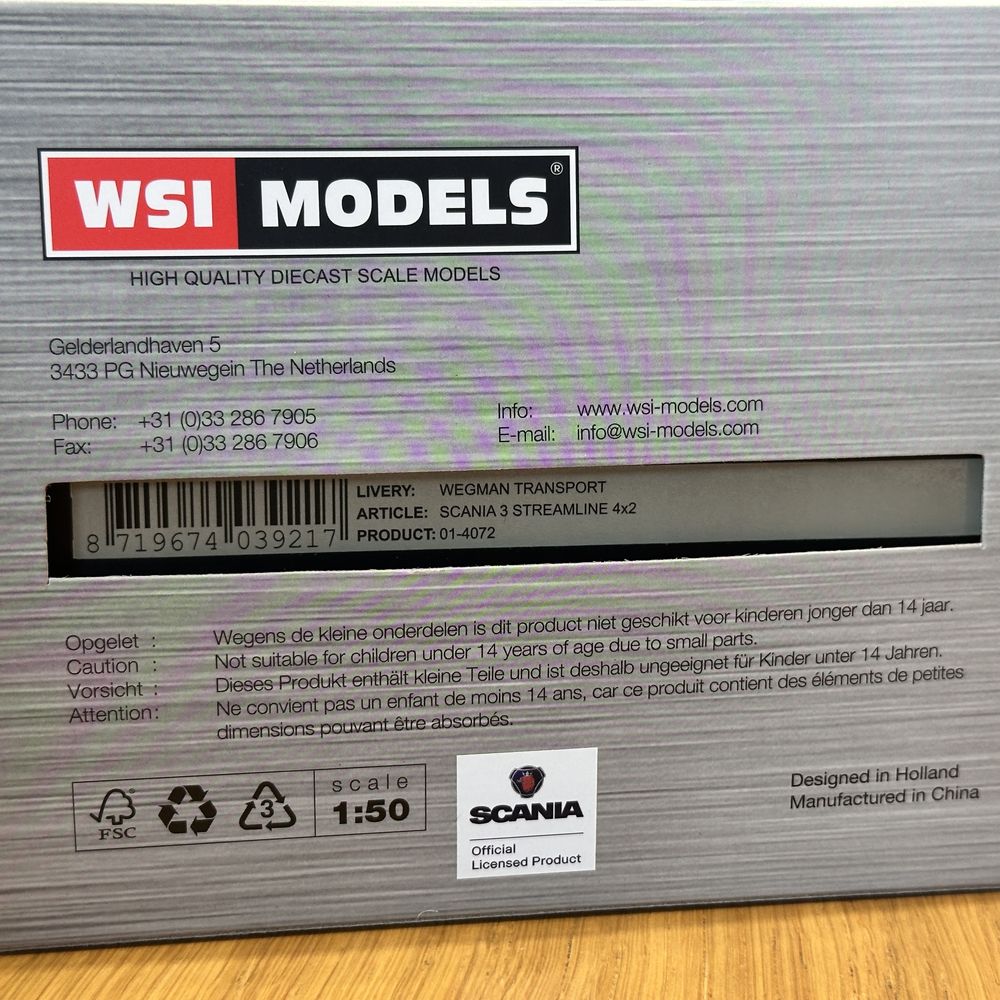 WSI MODELS®
HIGH QUALITY DIECAST SCALE MODELS
Gelderlandhaven 5
3433 PG Nieuwegein The Netherlands
Phone: +31 (0)33 286 7905
Fax: +31 (0)33 286 7906
Info: www.wsi-models.com
E-mail: info@wsi-models.com
8 719674 039217
LIVERY: WEGMAN TRANSPORT
ARTICLE: SCANIA 3 STREAMLINE 4x2
PRODUCT: 01-4072
Opgelet : Wegens de kleine onderdelen is dit product niet geschikt voor kinderen jonger dan 14 jaar.
Caution : Not suitable for children under 14 years of age due to small parts.
Vorsicht : Dieses Produkt enthält kleine Teile und ist deshalb ungeeignet für Kinder unter 14 Jahren.
Attention: Ne convient pas un enfant de moins 14 ans, car ce produit contient des éléments de petites
dimensions pouvant être absorbés.
FSC
3
scale
1:50
SCANIA
Official
Licensed Product
Designed in Holland
Manufactured in China